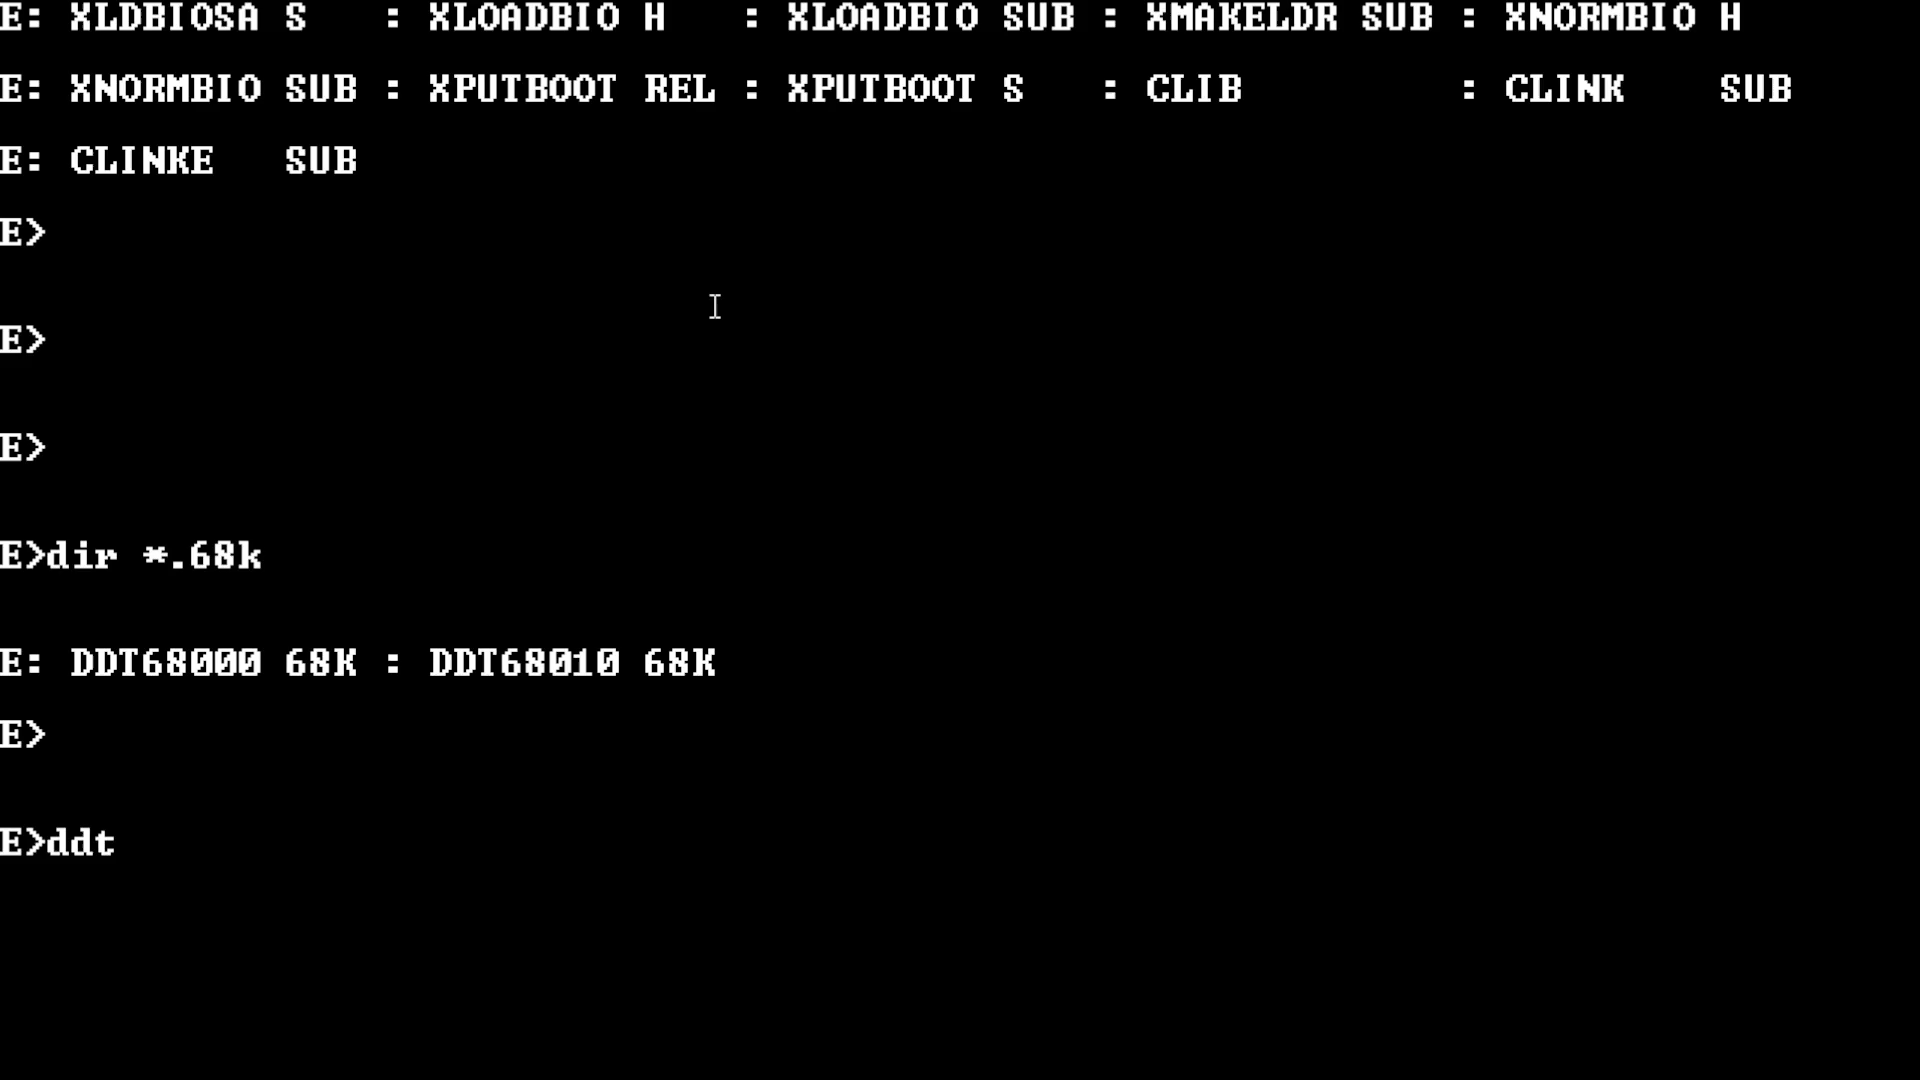 E: XLDBIOSA S   : XLOADBIO H   : XLOADBIO SUB : XMAKELDR SUB : XNORMBIO H
E: XNORMBIO SUB : XPUTBOOT REL : XPUTBOOT S   : CLIB         : CLINK    SUB
E: CLINKE   SUB
E>
E>
E>
E>dir *.68k
E: DDT68000 68K : DDT68010 68K
E>
E>ddt